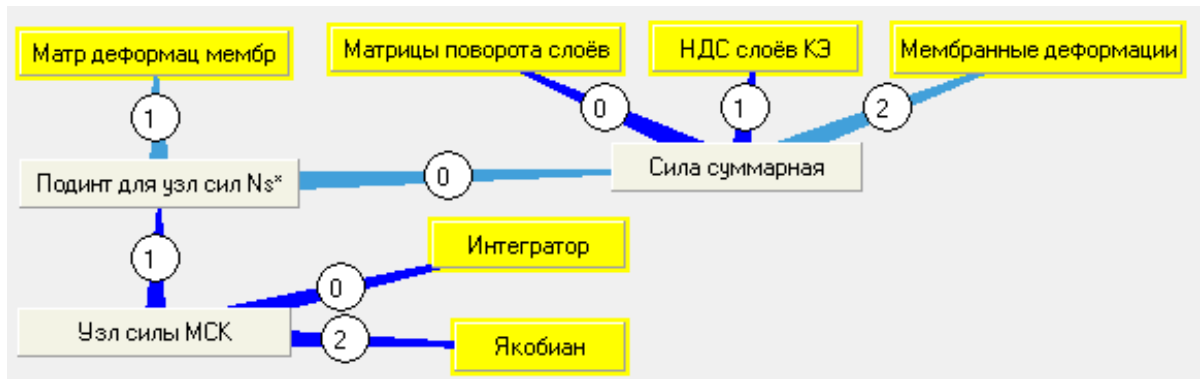 Матр деформац мембр
Матрицы поворота слоёв
НДС слоёв КЭ
Мембранные деформации
1
0
1
2
Подинт для узл сил Ns*
0
Сила суммарная
1
Интегратор
0
Узл силы МСК
2
Якобиан